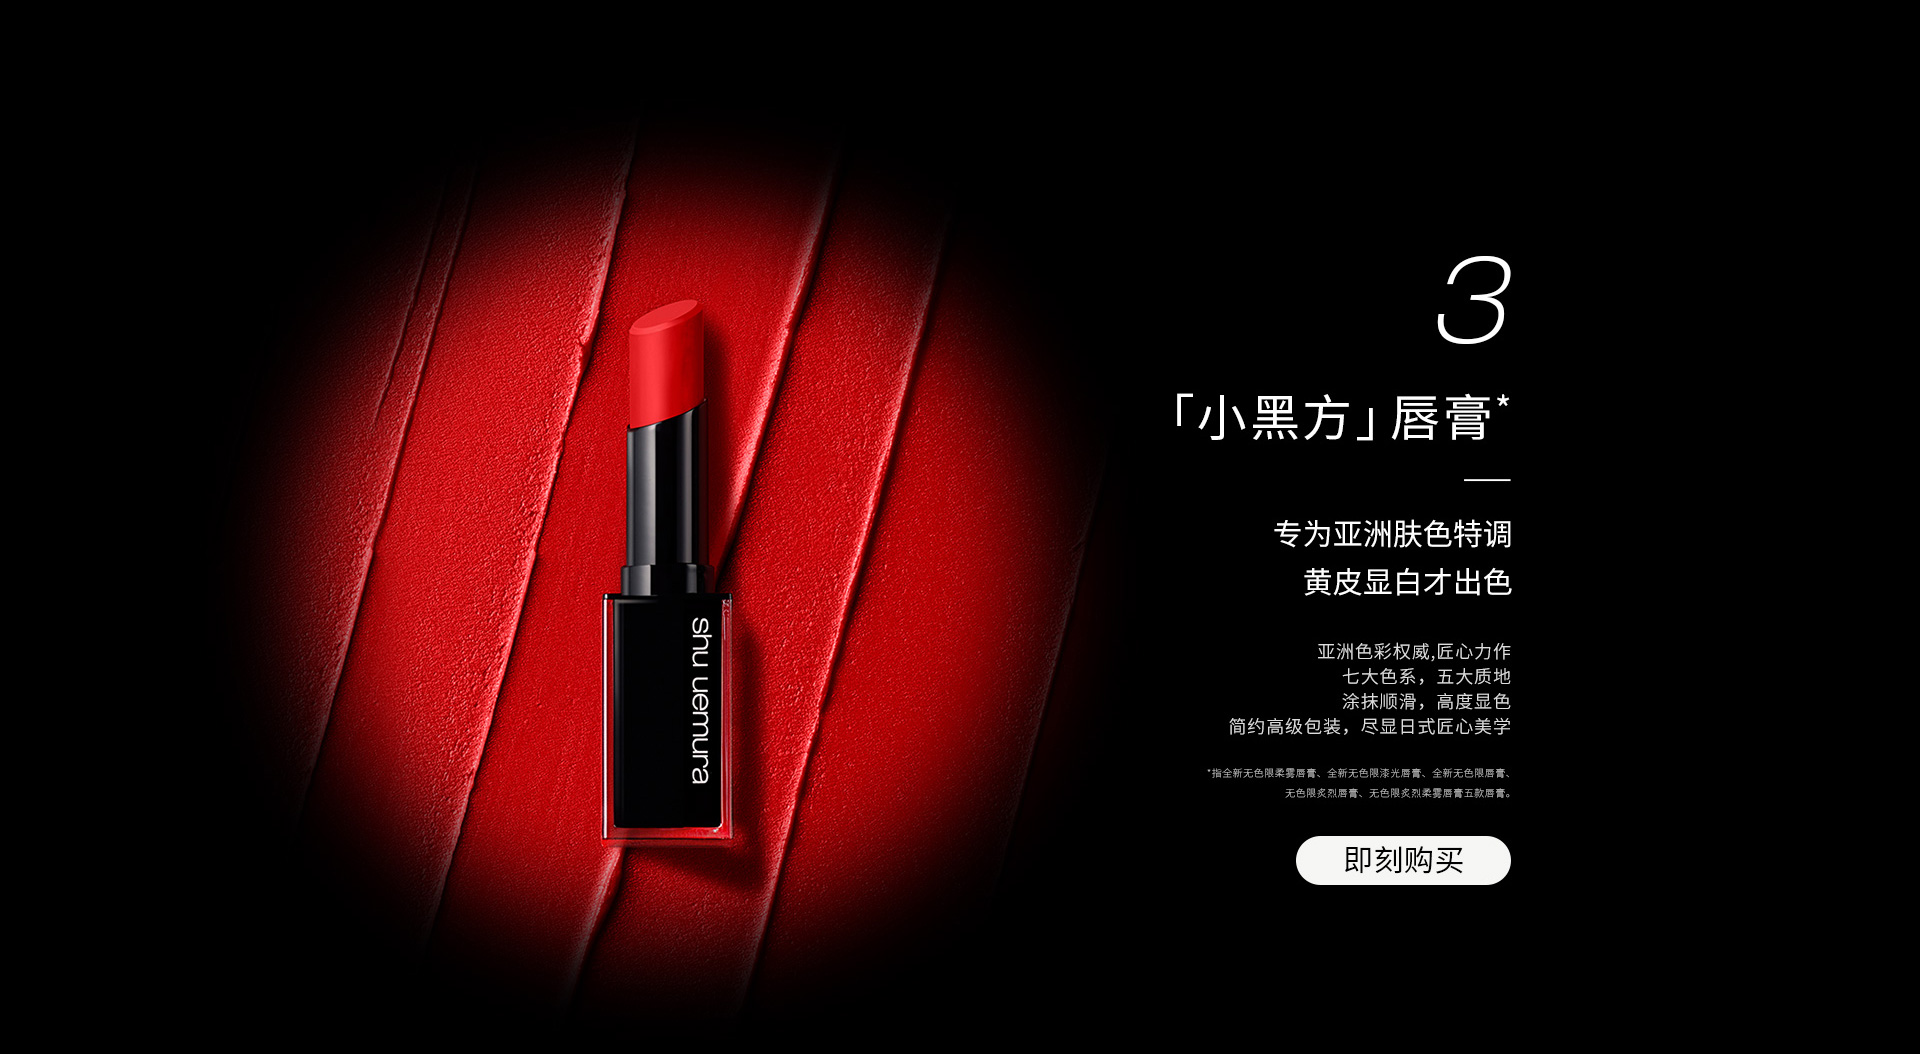 shu uemura
3
「小黑方」唇膏*
专为亚洲肤色特调
黄皮显白才出色
亚洲色彩权威,匠心力作
七大色系，五大质地
涂抹顺滑，高度显色
简约高级包装，尽显日式匠心美学
*指全新无色限柔雾唇膏、全新无色限漆光唇膏、全新无色限唇膏、
无色限炙烈唇膏、无色限炙烈柔雾唇膏五款唇膏。
即刻购买